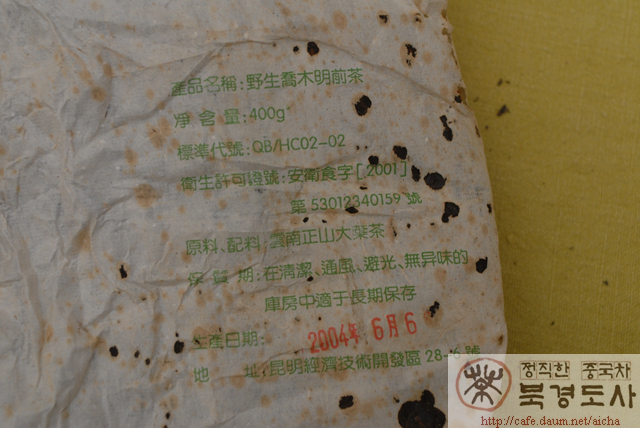 產品名稱:野生喬木明前茶
净含量:400g
標準代號:QB/HC02-02
衛生許可證號:安衛食字[2001]
第53012340159號
原料、配料:雲南正山大葉茶
保質期:在清潔、通風、避光、無异味的
庫房中適于長期保存
生産日期:
2004年6月6
地址:昆明經濟技術開發區28-6號
정직한 중국차
茶
북경도사
http://cafe.daum.net/aicha